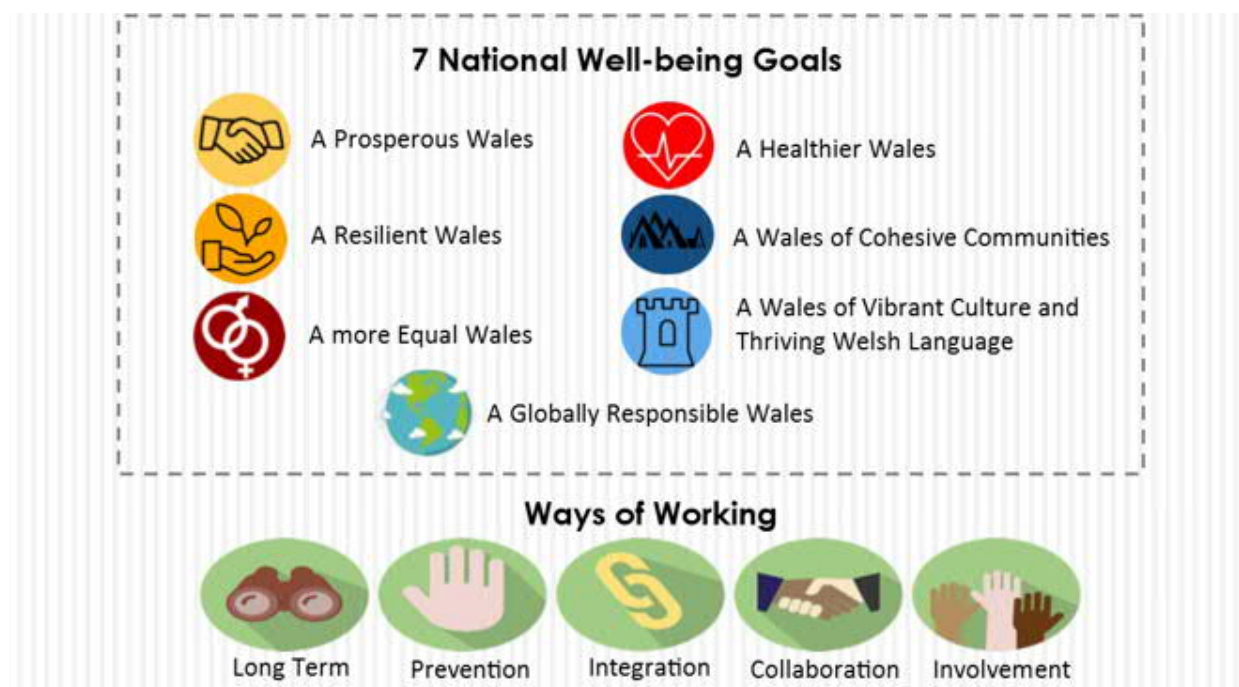 7 National Well-being Goals
A Prosperous Wales
A Healthier Wales
A Resilient Wales
A Wales of Cohesive Communities
A more Equal Wales
A Wales of Vibrant Culture and
Thriving Welsh Language
A Globally Responsible Wales
Ways of Working
Long Term
Prevention
Integration
Collaboration
Involvement